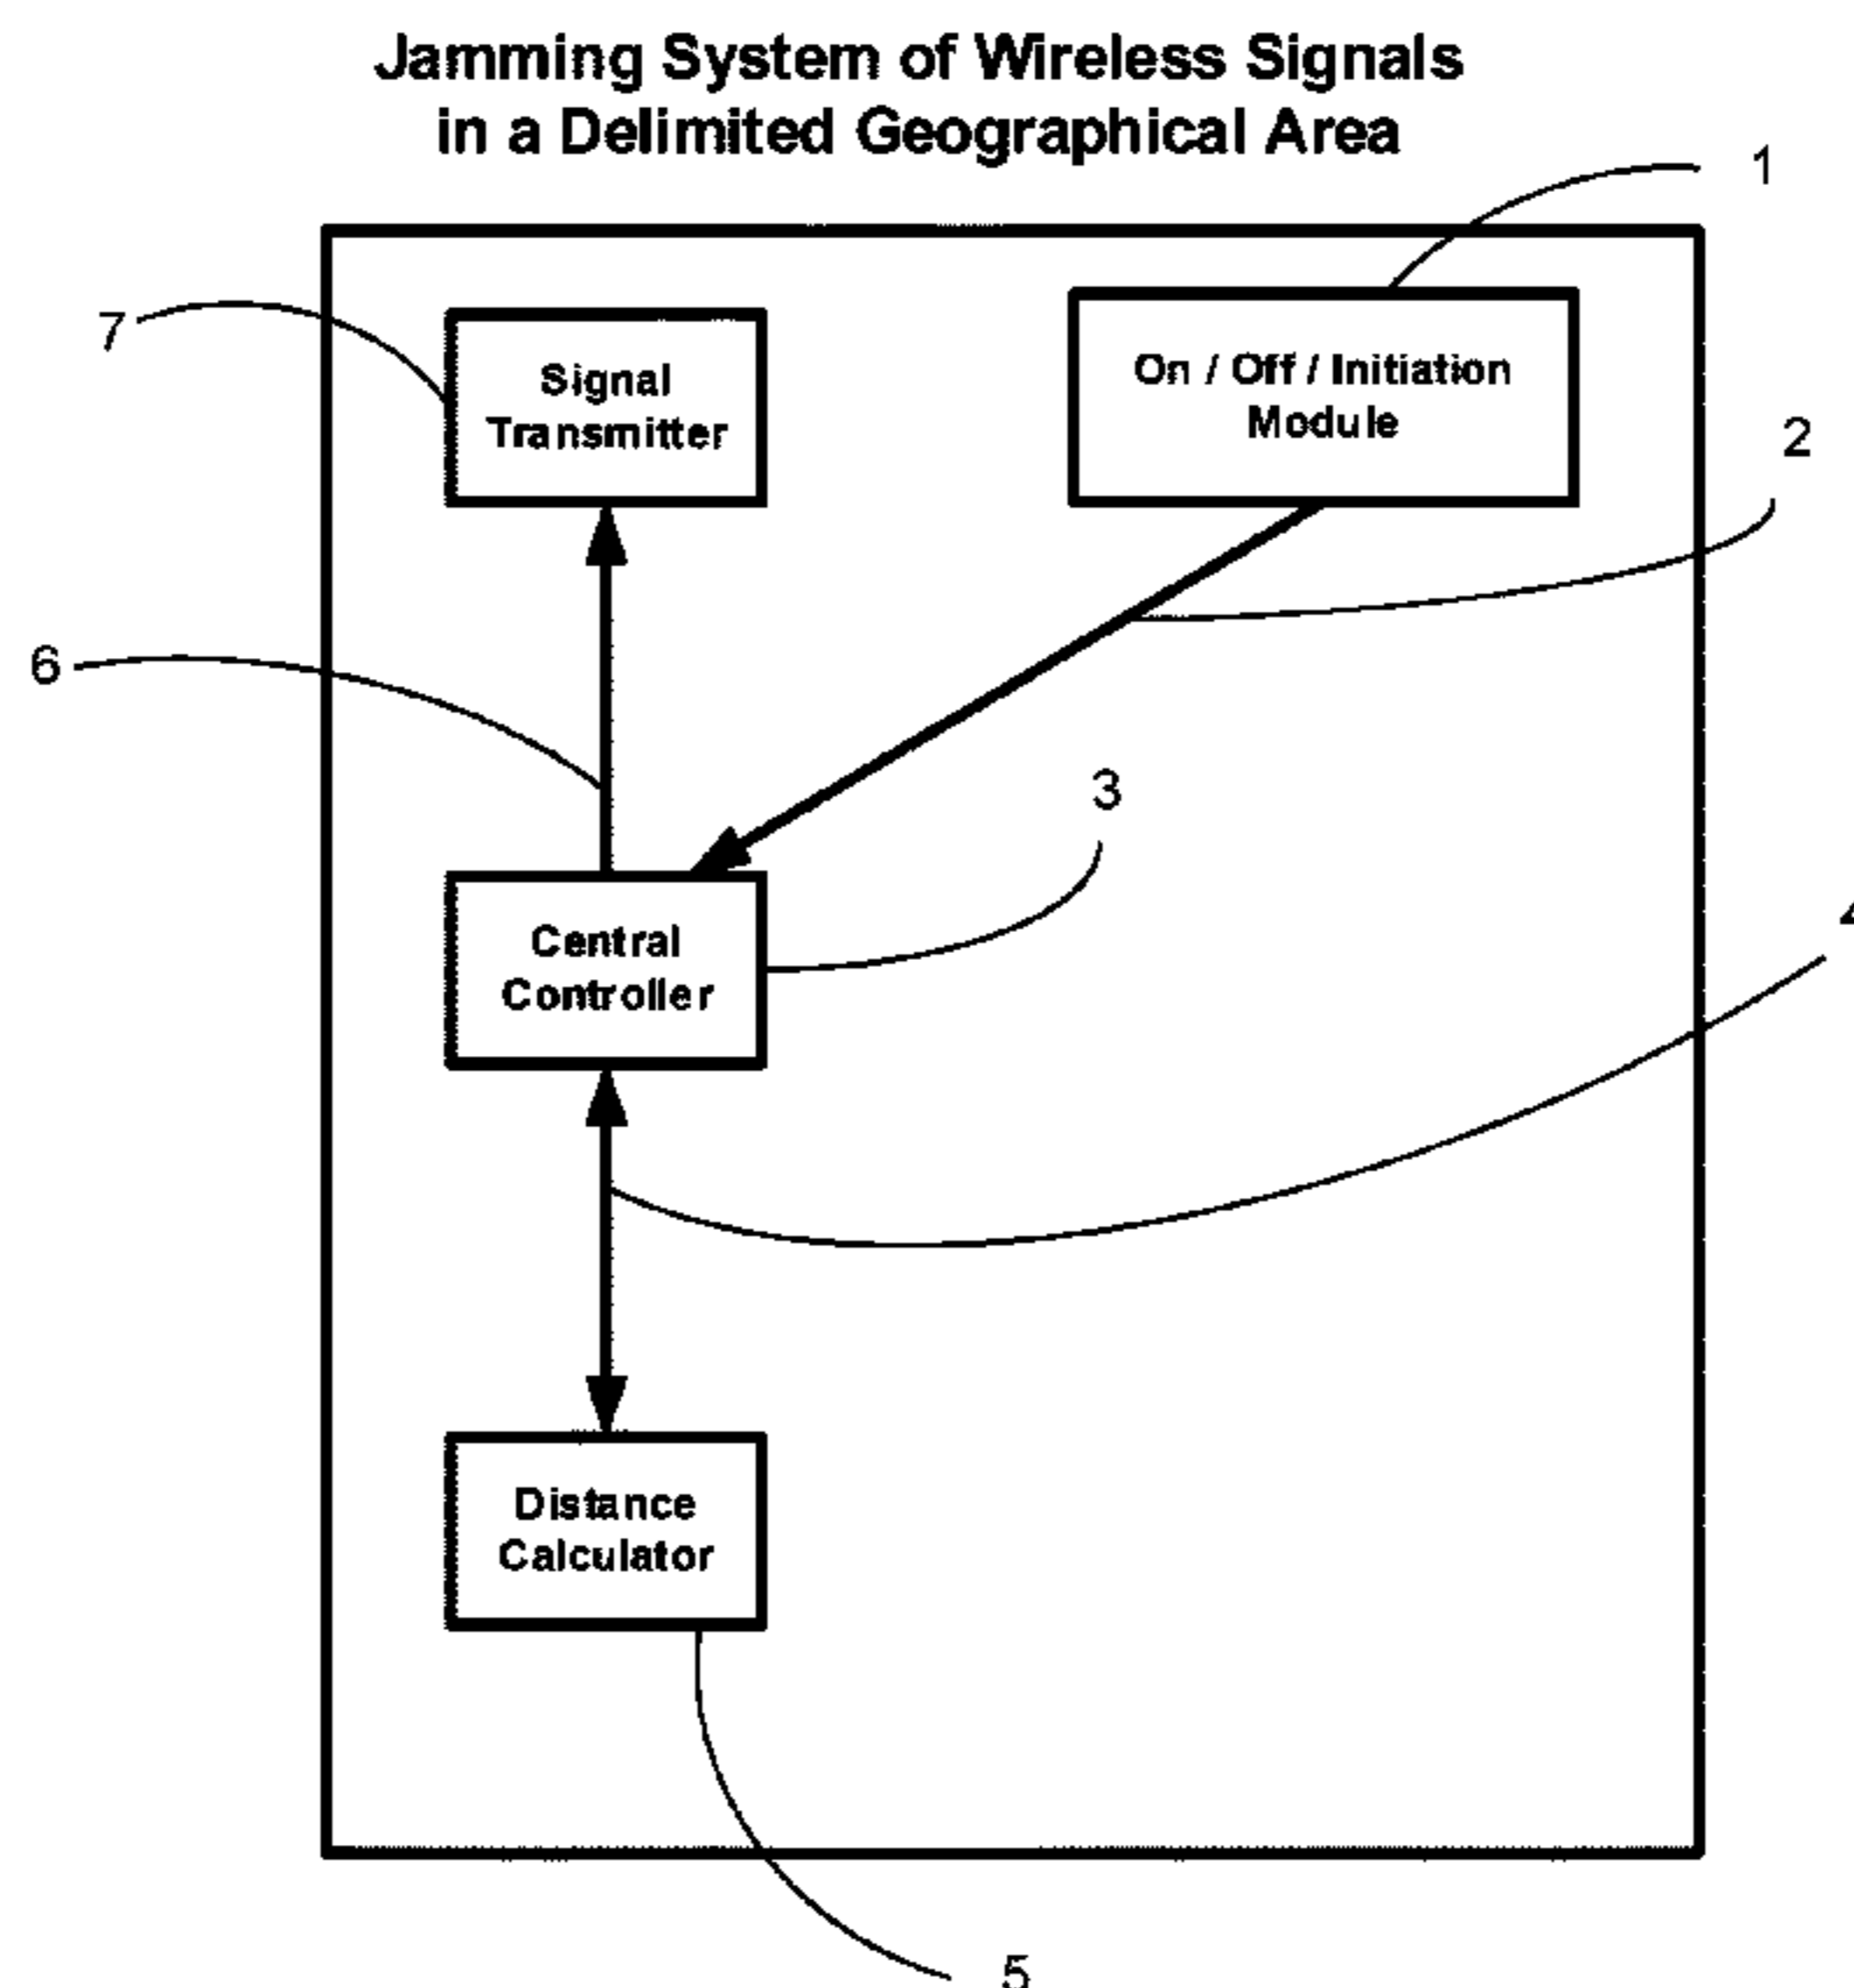 Jamming System of Wireless Signals
in a Delimited Geographical Area
1
7
Signal
Transmitter
On / Off / Initiation
Module
2
6
3
Central
Controller
4
Distance
Calculator
5